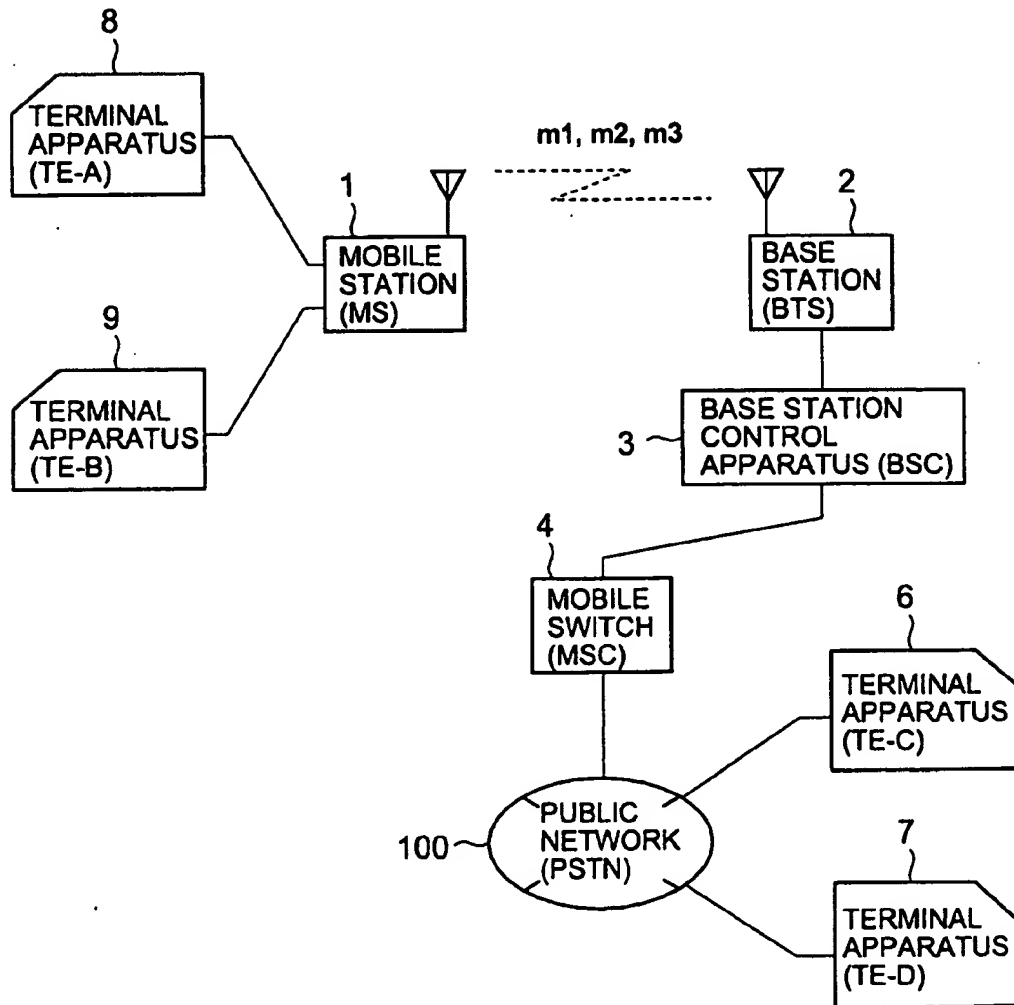 8
TERMINAL
APPARATUS
(TE-A)
m1, m2, m3
1
MOBILE
STATION
(MS)
2
BASE
STATION
(BTS)
9
TERMINAL
APPARATUS
(TE-B)
3
BASE STATION
CONTROL
APPARATUS (BSC)
4
MOBILE
SWITCH
(MSC)
6
TERMINAL
APPARATUS
(TE-C)
100
PUBLIC
NETWORK
(PSTN)
7
TERMINAL
APPARATUS
(TE-D)